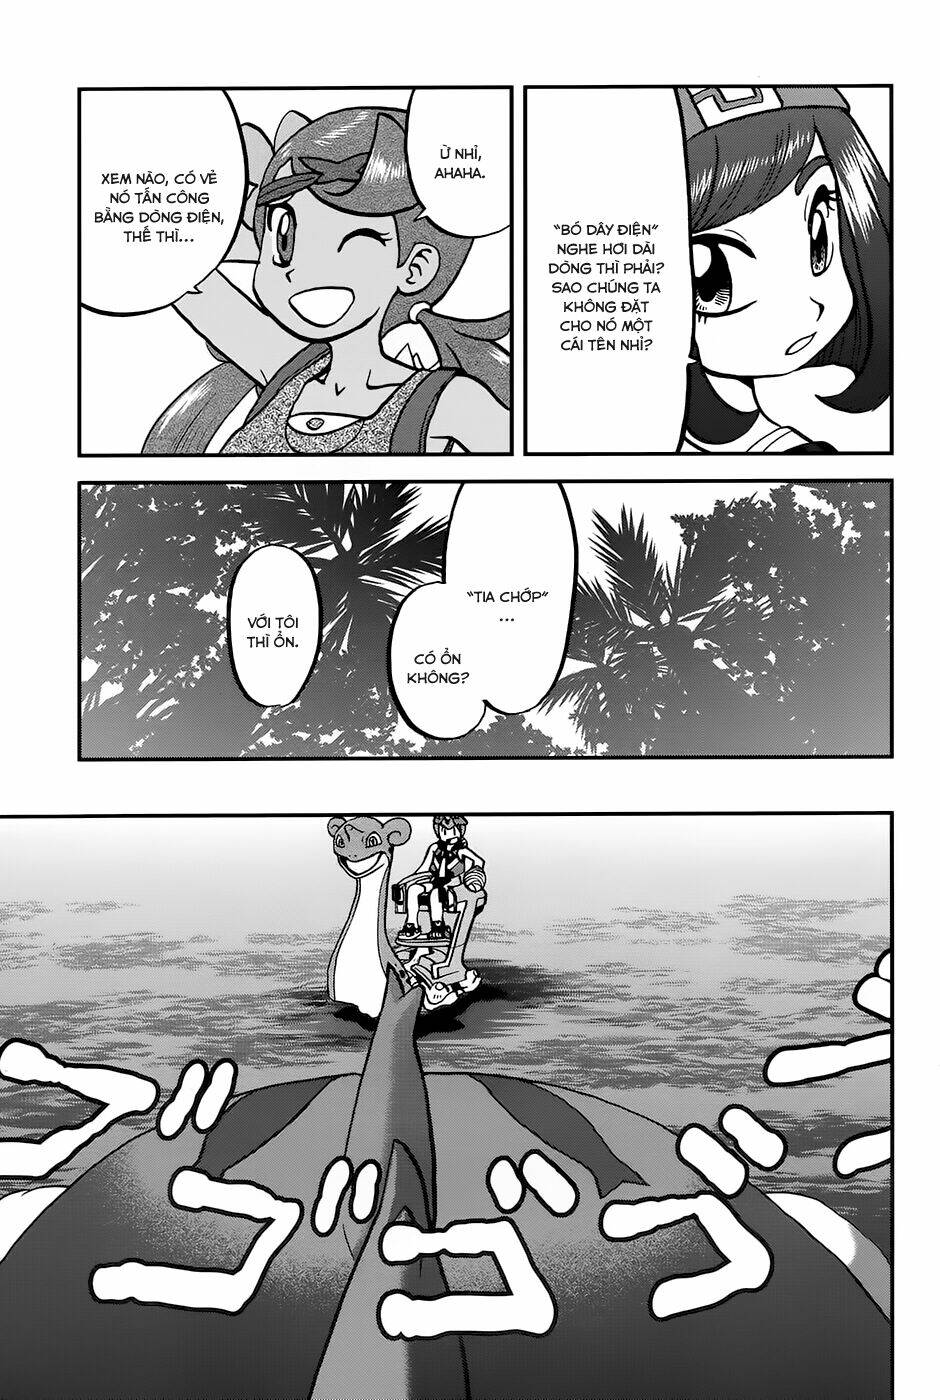 "BÓ DÂY ĐIỆN"
NGHE HƠI DÀI
DÒNG THÌ PHẢI?
SAO CHÚNG TA
KHÔNG ĐẶT
CHO NÓ MỘT
CÁI TÊN NHỈ?
Ừ NHỈ,
AHAHA.
XEM NÀO, CÓ VẺ
NÓ TẤN CÔNG
BẰNG DÒNG ĐIỆN,
THẾ THÌ...
"TIA CHỚP"
...
CÓ ỔN
KHÔNG?
VỚI TÔI
THÌ ỔN.
ゴゴゴゴゴ